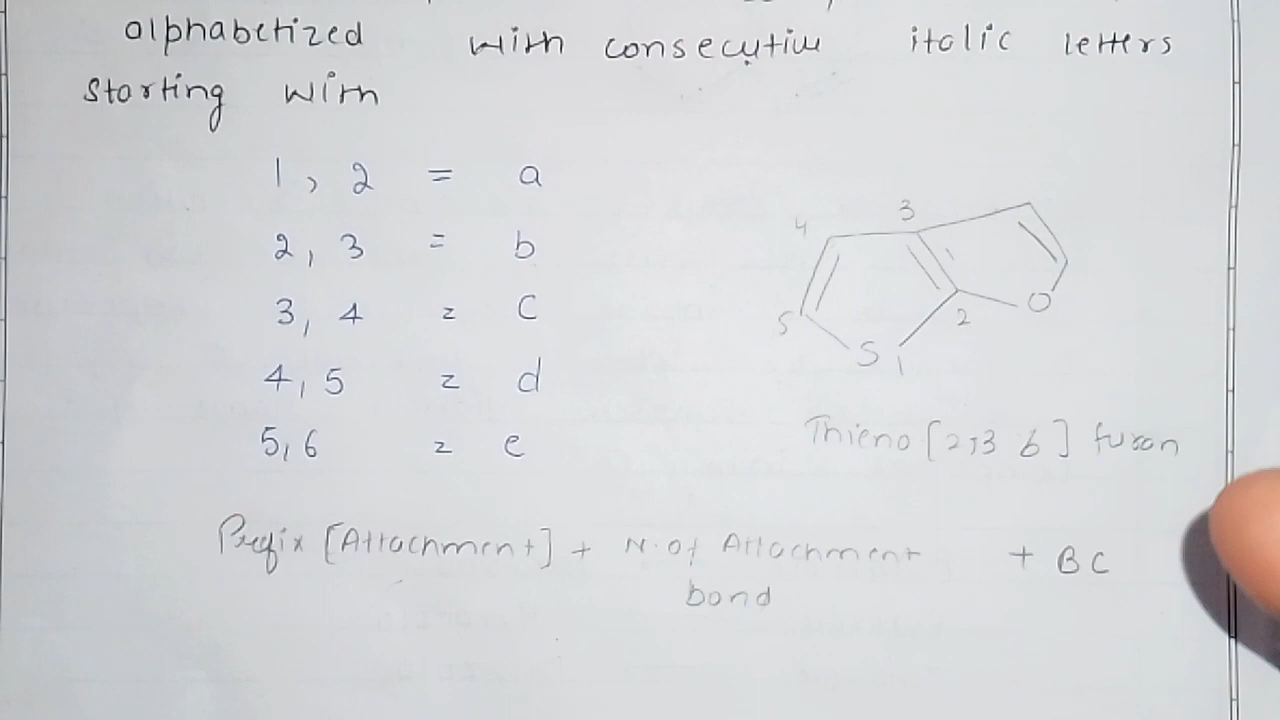 alphabetized with consecutive italic letters
starting with
1, 2 = a
2, 3 = b
3, 4 = C
4, 5 = d
5, 6 = e
4 3
5 S 1 2 O
Thieno [2,3 b] furan
Prefix [Attachment] + N. of Attachment + BC
bond